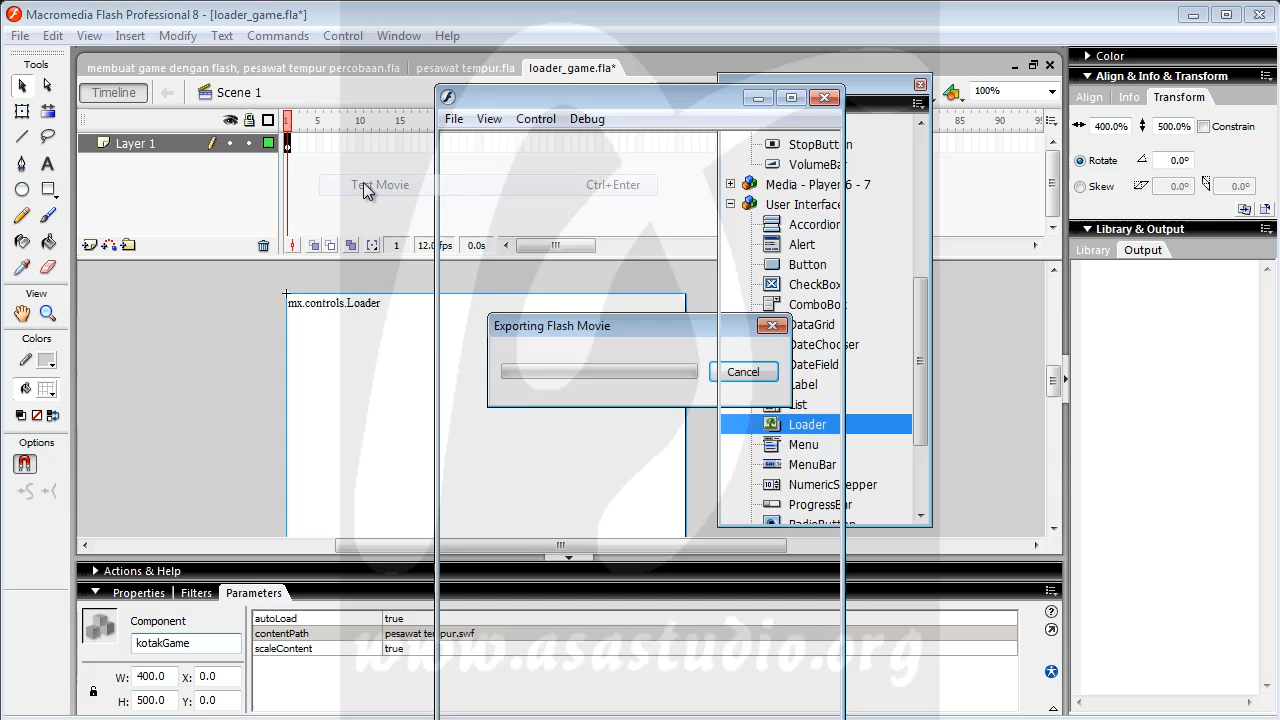 Macromedia Flash Professional 8 - [loader_game.fla*]
File Edit View Insert Modify Text Commands Control Window Help
Tools
membuat game dengan flash, pesawat tempur percobaan.fla
pesawat tempur.fla
loader_game.fla*
Timeline
Scene 1
100%
5 10 15 85 90 95
Layer 1
File View Control Debug
Test Movie Ctrl+Enter
1 12.0 fps 0.0s
mx.controls.Loader
Exporting Flash Movie
Cancel
StopButton
VolumeBar
Media - Player 6 - 7
User Interface
Accordion
Alert
Button
CheckBox
ComboBox
DataGrid
DateChooser
DateField
Label
List
Loader
Menu
MenuBar
NumericStepper
ProgressBar
RadioButton
View
Colors
Options
Color
Align & Info & Transform
Align Info Transform
400.0% 500.0% Constrain
Rotate 0.0°
Skew 0.0° 0.0°
Library & Output
Library Output
Actions & Help
Properties Filters Parameters
Component
kotakGame
W: 400.0 X: 0.0
H: 500.0 Y: 0.0
autoLoad true
contentPath pesawat tempur.swf
scaleContent true
www.asastudio.org